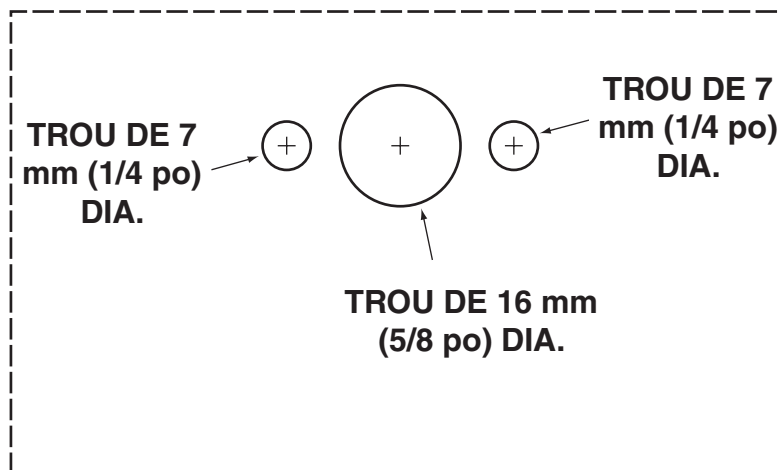 TROU DE 7
mm (1/4 po)
DIA.
TROU DE 7
mm (1/4 po)
DIA.
TROU DE 16 mm
(5/8 po) DIA.